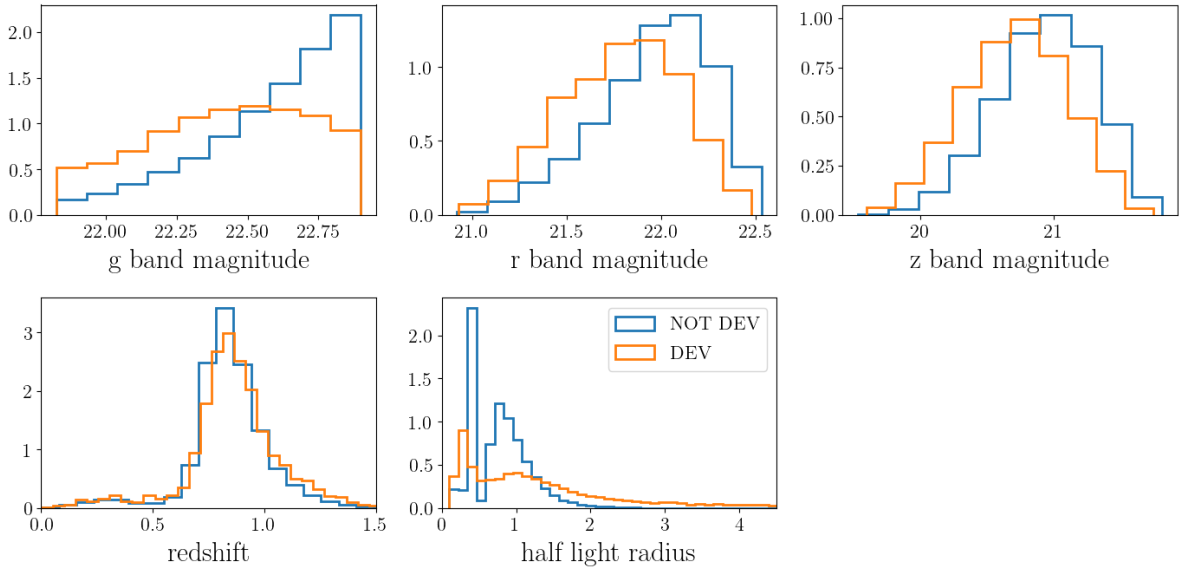 2.0
1.5
1.0
0.5
0.0
22.00 22.25 22.50 22.75
g band magnitude
1.0
0.5
0.0
21.0 21.5 22.0 22.5
r band magnitude
1.00
0.75
0.50
0.25
0.00
20 21
z band magnitude
3
2
1
0
0.0 0.5 1.0 1.5
redshift
2.0
1.5
1.0
0.5
0.0
0 1 2 3 4
half light radius
NOT DEV
DEV